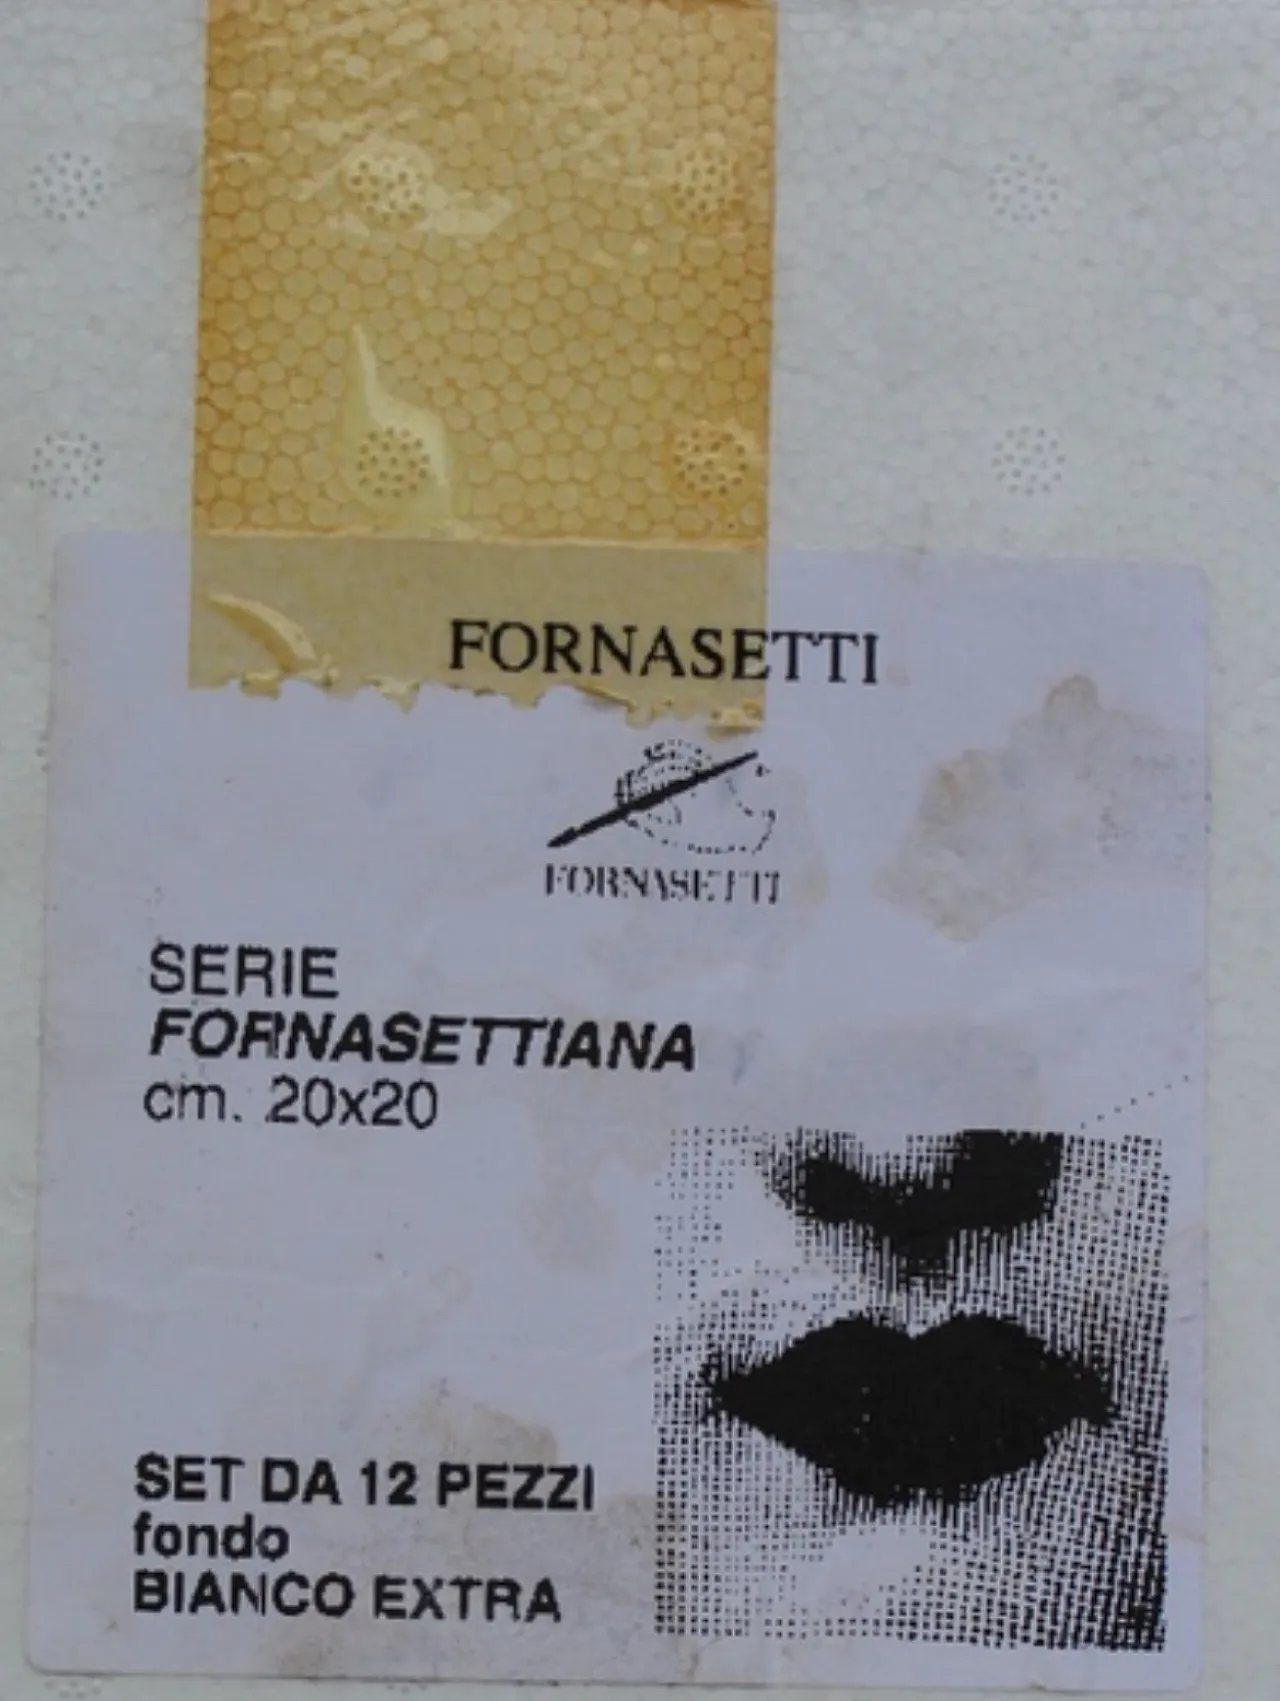 FORNASETTI
FORNASETTI
SERIE
FORNASETTIANA
cm. 20x20
SET DA 12 PEZZI
fondo
BIANCO EXTRA